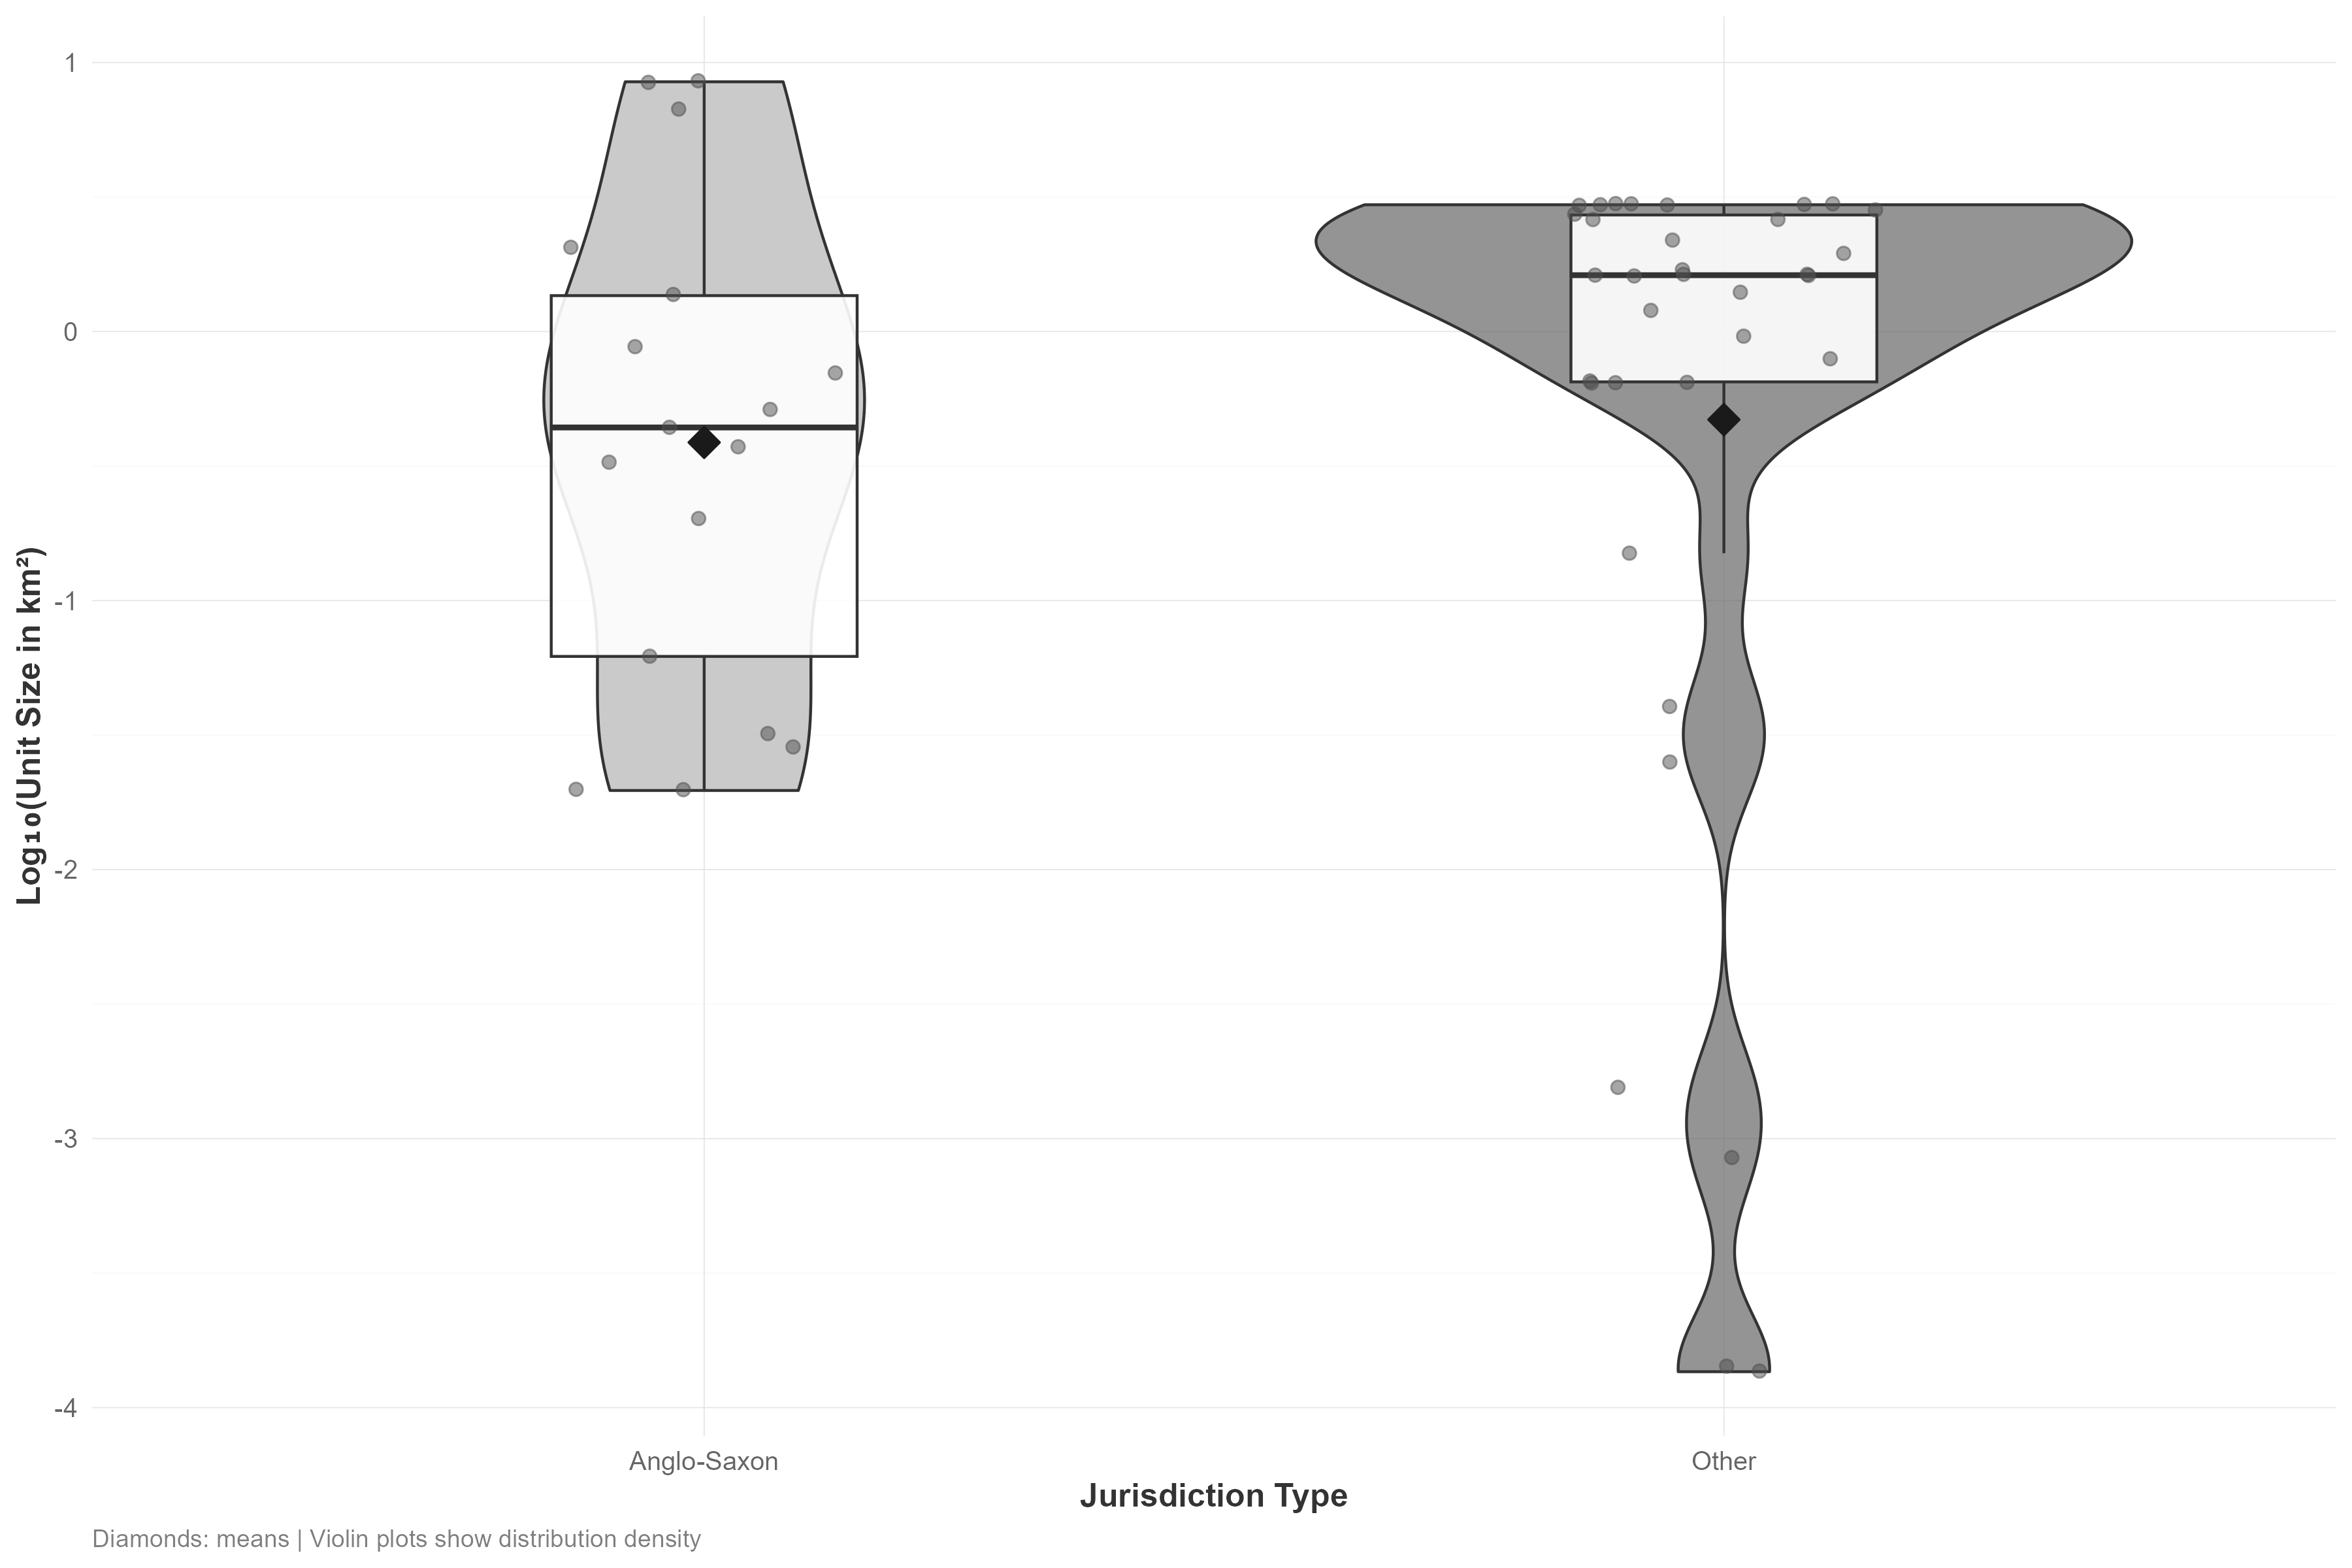 Log₁₀(Unit Size in km²)
1
0
-1
-2
-3
-4
Anglo-Saxon
Other
Jurisdiction Type
Diamonds: means | Violin plots show distribution density